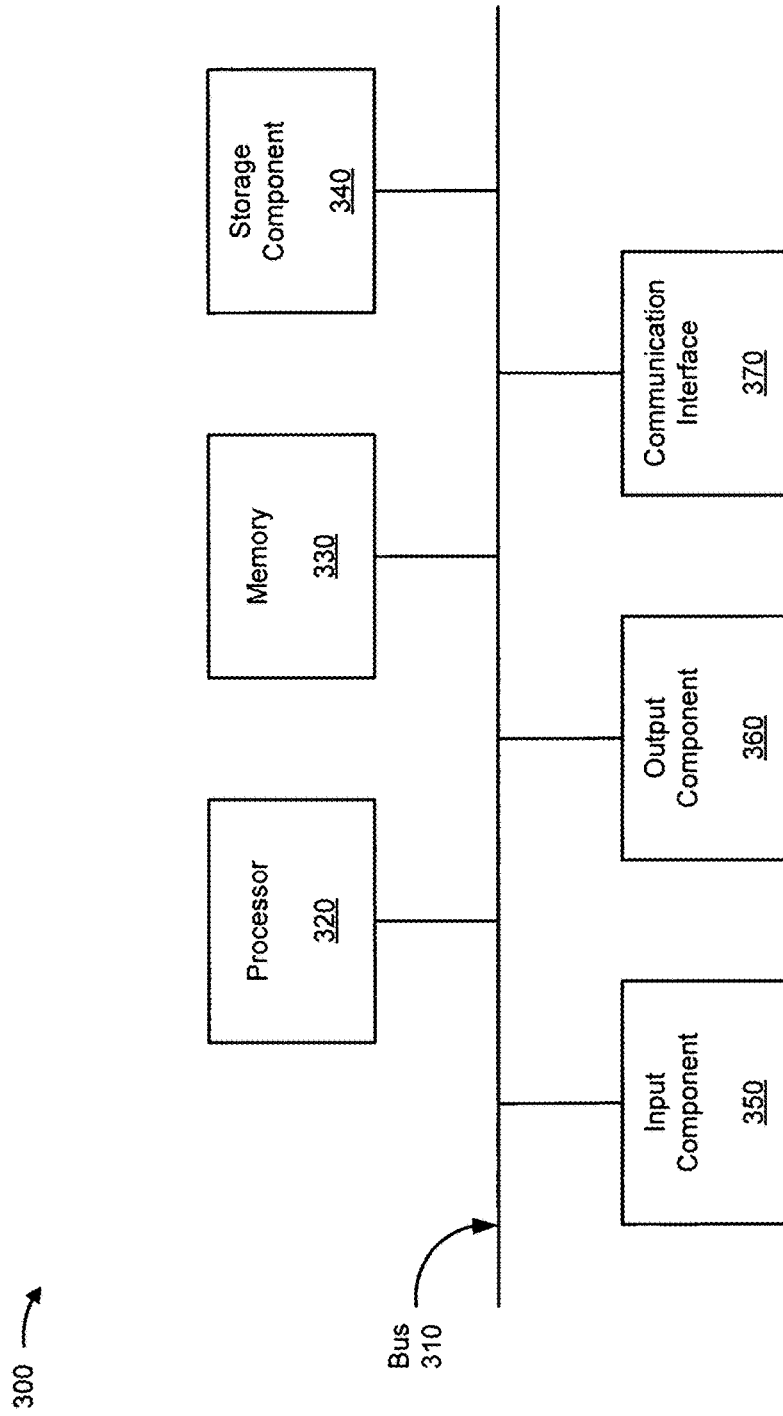 300
Processor
320
Memory
330
Storage
Component
340
Bus
310
Input
Component
350
Output
Component
360
Communication
Interface
370